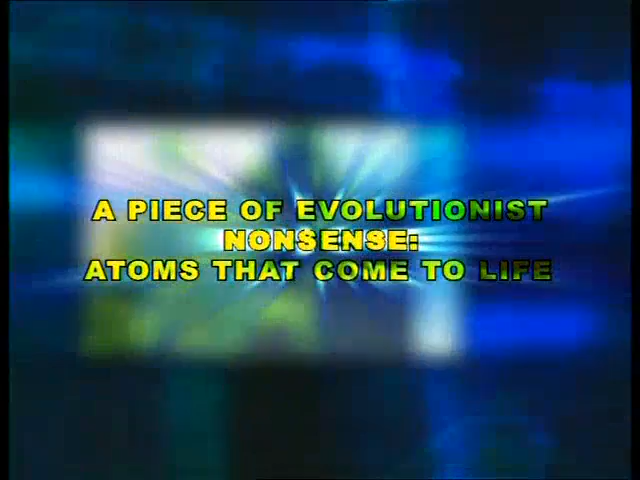 A PIECE OF EVOLUTIONIST
NONSENSE:
ATOMS THAT COME TO LIFE